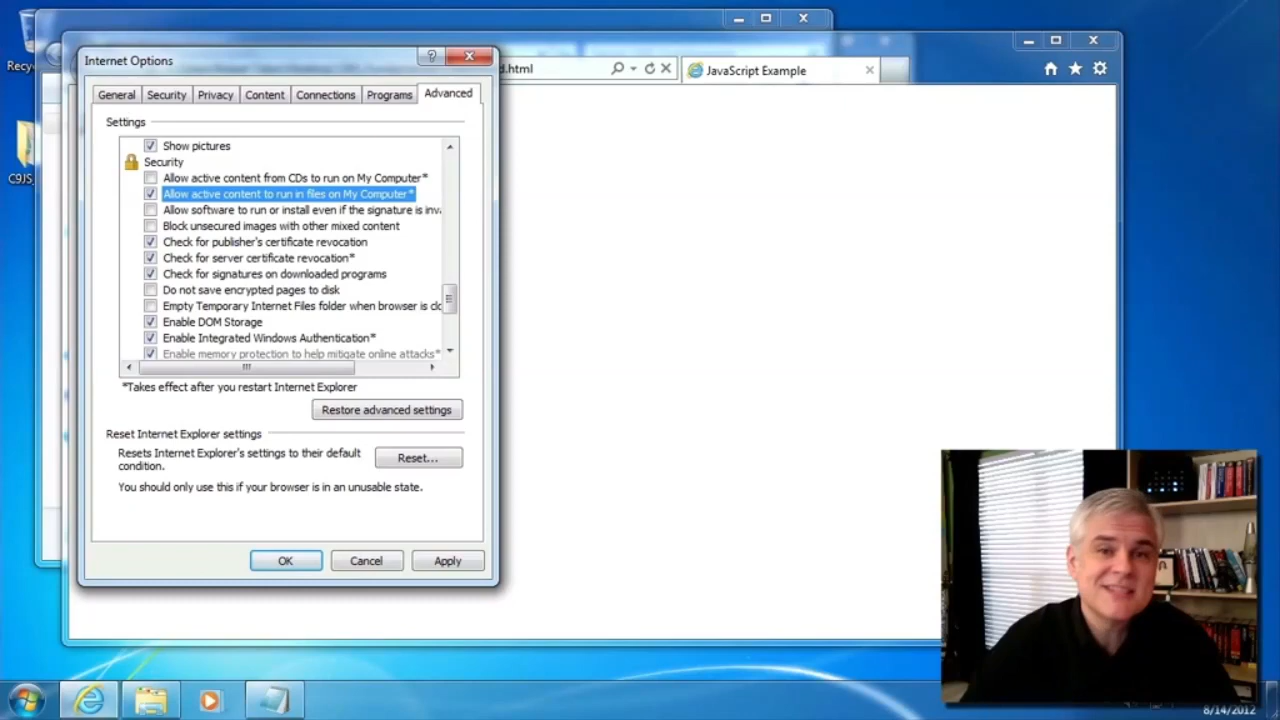 Recyc
C9JS_
Internet Options
d.html
JavaScript Example
General
Security
Privacy
Content
Connections
Programs
Advanced
Settings
Show pictures
Security
Allow active content from CDs to run on My Computer*
Allow active content to run in files on My Computer*
Allow software to run or install even if the signature is inva
Block unsecured images with other mixed content
Check for publisher's certificate revocation
Check for server certificate revocation*
Check for signatures on downloaded programs
Do not save encrypted pages to disk
Empty Temporary Internet Files folder when browser is clo
Enable DOM Storage
Enable Integrated Windows Authentication*
Enable memory protection to help mitigate online attacks*
*Takes effect after you restart Internet Explorer
Restore advanced settings
Reset Internet Explorer settings
Resets Internet Explorer's settings to their default
condition.
Reset...
You should only use this if your browser is in an unusable state.
OK
Cancel
Apply
8/14/2012